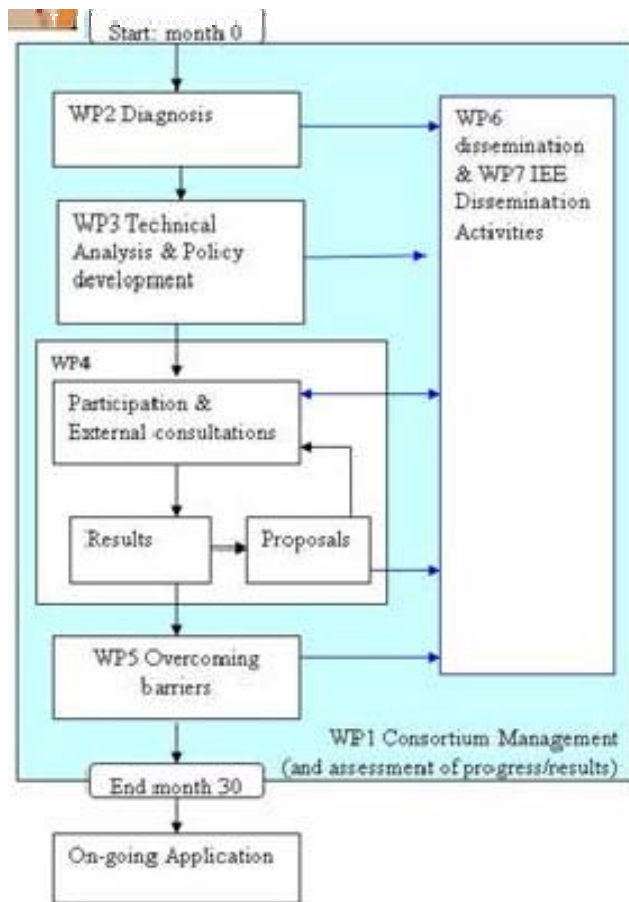 Start: month 0
WP2 Diagnosis
WP6
dissemination
& WP7 IEE
Dissemination
Activities
WP3 Technical
Analysis & Policy
development
WP4
Participation &
External consultations
Results
Proposals
WP5 Overcoming
barriers
WP1 Consortium Management
(and assessment of progress/results)
End month 30
On-going Application